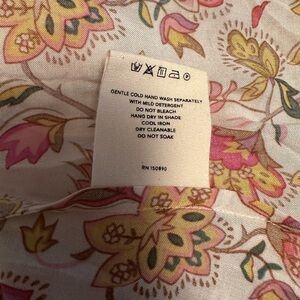 GENTLE COLD HAND WASH SEPARATELY
WITH MILD DETERGENT
DO NOT BLEACH
HANG DRY IN SHADE
COOL IRON
DRY CLEANABLE
DO NOT SOAK
RN 150890